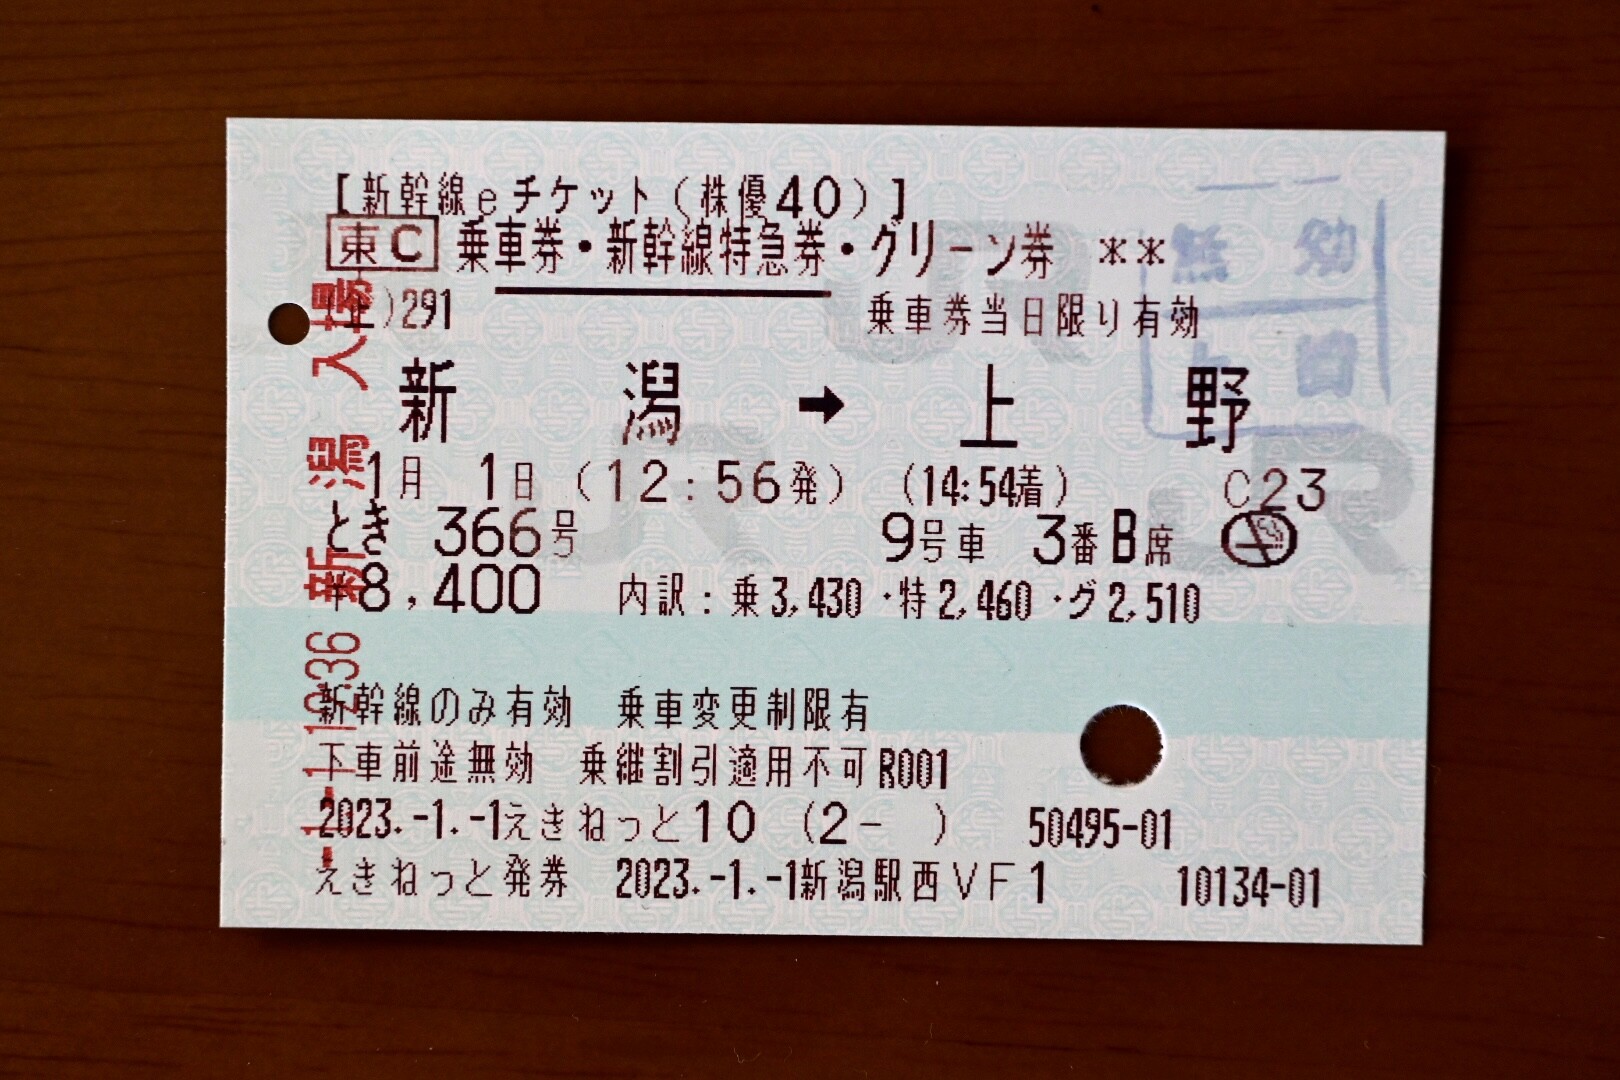 【新幹線eチケット（株優40）】
東C 乗車券・新幹線特急券・グリーン券 **
(上)291 乗車券当日限り有効
新潟 → 上野
1月 1日 (12:56発) (14:54着) C23
とき 366号 9号車 3番B席
¥8,400 内訳：乗3,430・特2,460・グ2,510
新幹線のみ有効 乗車変更制限有
下車前途無効 乗継割引適用不可R001
2023.-1.-1えきねっと10 (2- ) 50495-01
えきねっと発券 2023.-1.-1新潟駅西VF1 10134-01
-1-1 12:36 新潟 入場
無効
上 口